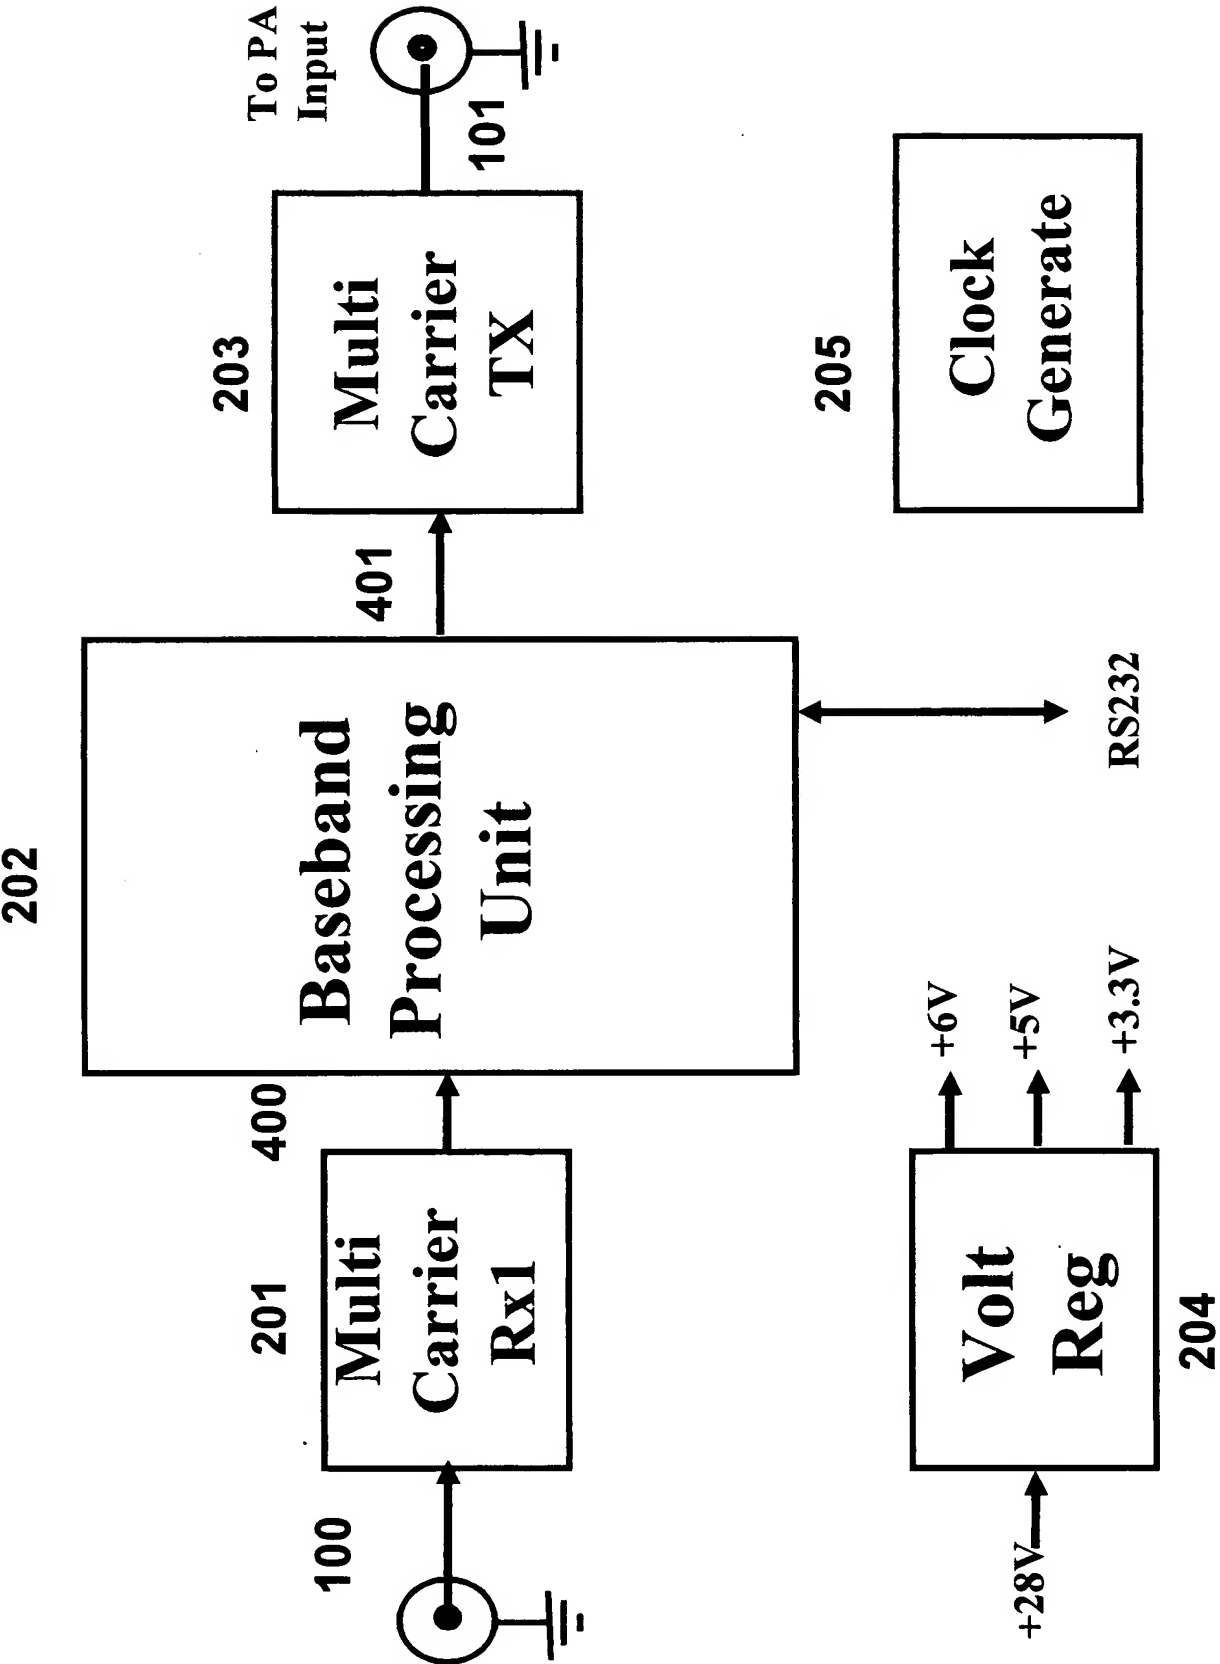 202
203
To PA
Input
201
400
401
101
100
Multi
Carrier
Rx1
Baseband
Processing
Unit
Multi
Carrier
TX
205
+28V
Volt
Reg
204
+6V
+5V
+3.3V
RS232
Clock
Generate